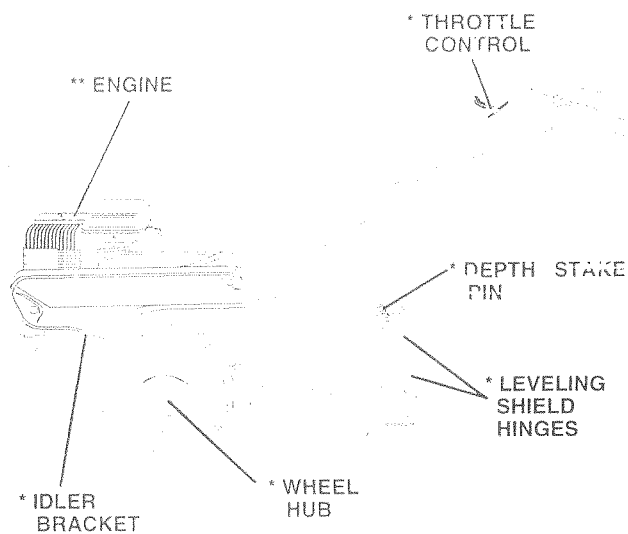 * THROTTLE
CONTROL
** ENGINE
* DEPTH STAKE
PIN
* LEVELING
SHIELD
HINGES
* WHEEL
HUB
* IDLER
BRACKET